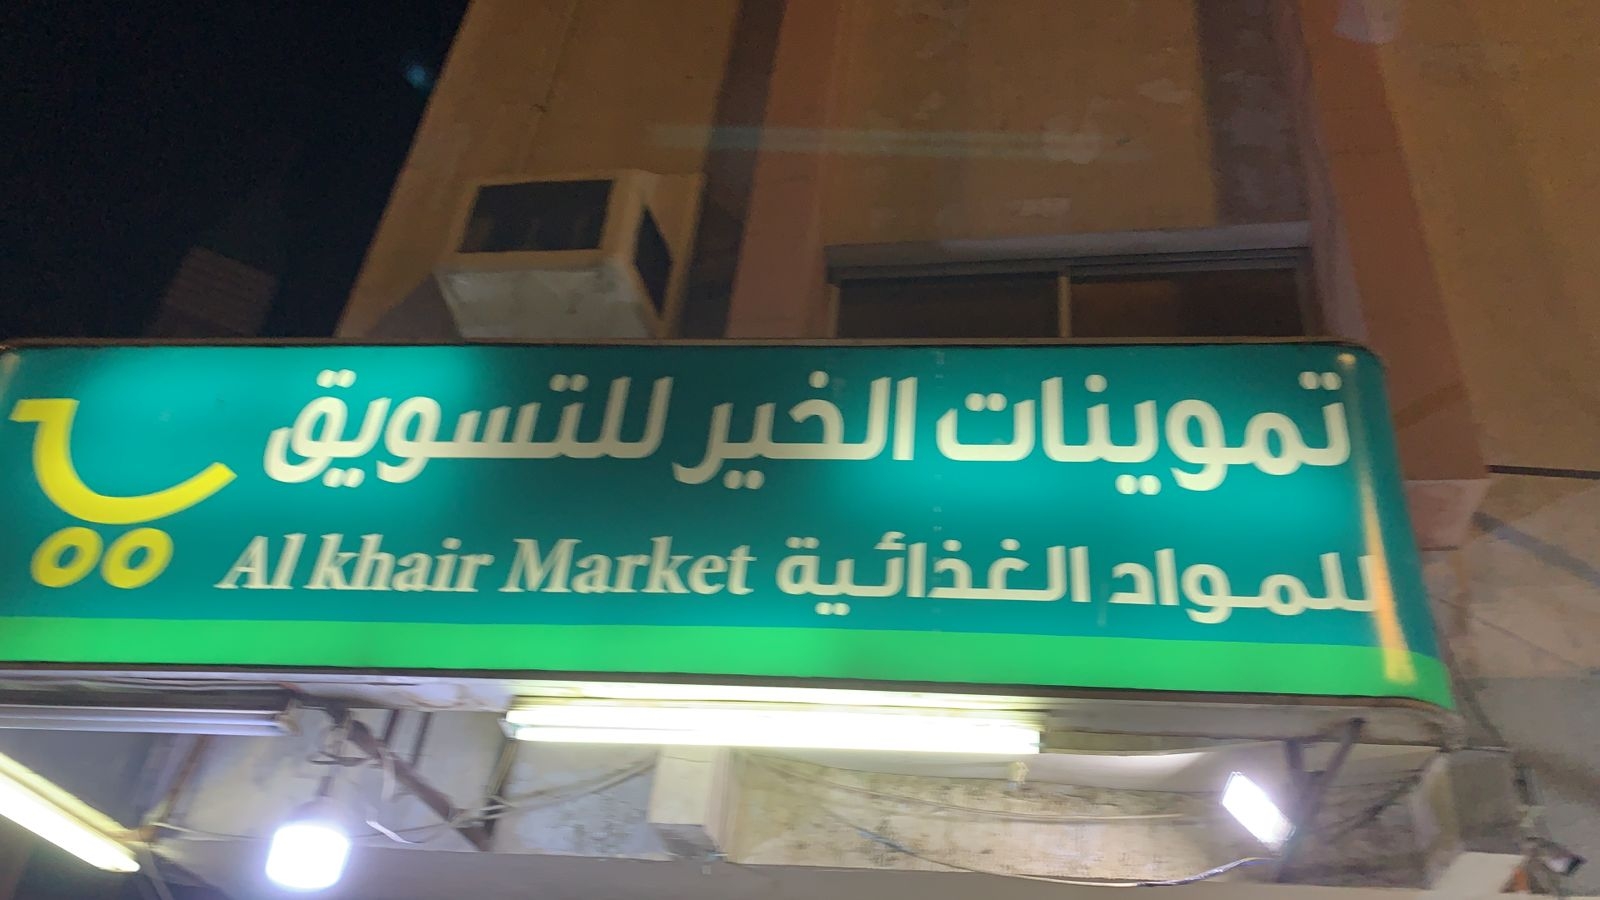 تموينات الخير للتسويق
للمواد الغذائية Al khair Market